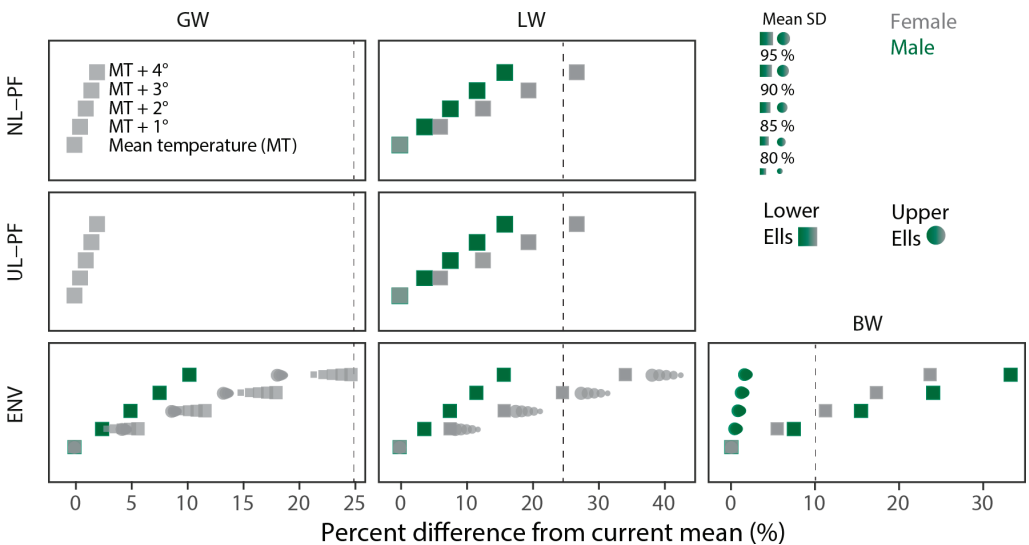 GW
LW
Mean SD
95 %
90 %
85 %
80 %
Female
Male
NL–PF
MT + 4°
MT + 3°
MT + 2°
MT + 1°
Mean temperature (MT)
Lower
Ells
Upper
Ells
UL–PF
BW
ENV
0 5 10 15 20 25
0 10 20 30 40
0 10 20 30
Percent difference from current mean (%)